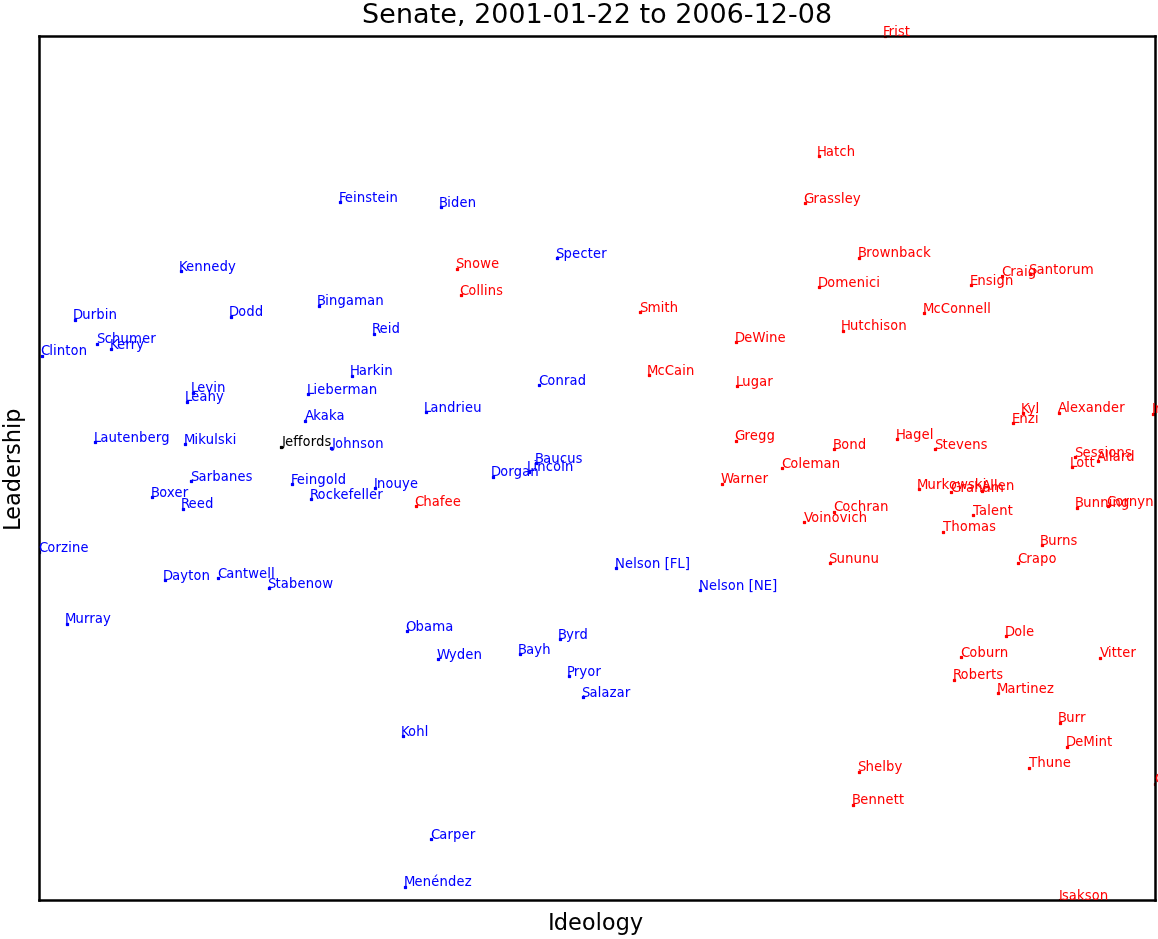 Senate, 2001-01-22 to 2006-12-08
Frist
Hatch
Feinstein
Biden
Grassley
Specter
Brownback
Kennedy
Snowe
Craig
Santorum
Ensign
Domenici
Collins
Bingaman
Smith
McConnell
Durbin
Dodd
Hutchison
Reid
DeWine
Schumer
Kerry
Clinton
Harkin
McCain
Conrad
Lugar
Levin
Lieberman
Leahy
Landrieu
Kyl
Alexander
Akaka
Enzi
Lautenberg
Mikulski
Jeffords
Johnson
Gregg
Bond
Hagel
Stevens
Sessions
Allard
Lott
Baucus
Lincoln
Dorgan
Coleman
Sarbanes
Feingold
Inouye
Warner
Murkowski
Graham
Allen
Boxer
Rockefeller
Reed
Chafee
Cochran
Voinovich
Talent
Bunning
Cornyn
Thomas
Corzine
Burns
Sununu
Crapo
Nelson [FL]
Nelson [NE]
Dayton
Cantwell
Stabenow
Murray
Obama
Byrd
Dole
Wyden
Bayh
Coburn
Vitter
Pryor
Roberts
Salazar
Martinez
Burr
Kohl
DeMint
Shelby
Thune
Bennett
Carper
Menéndez
Isakson
Leadership
Ideology